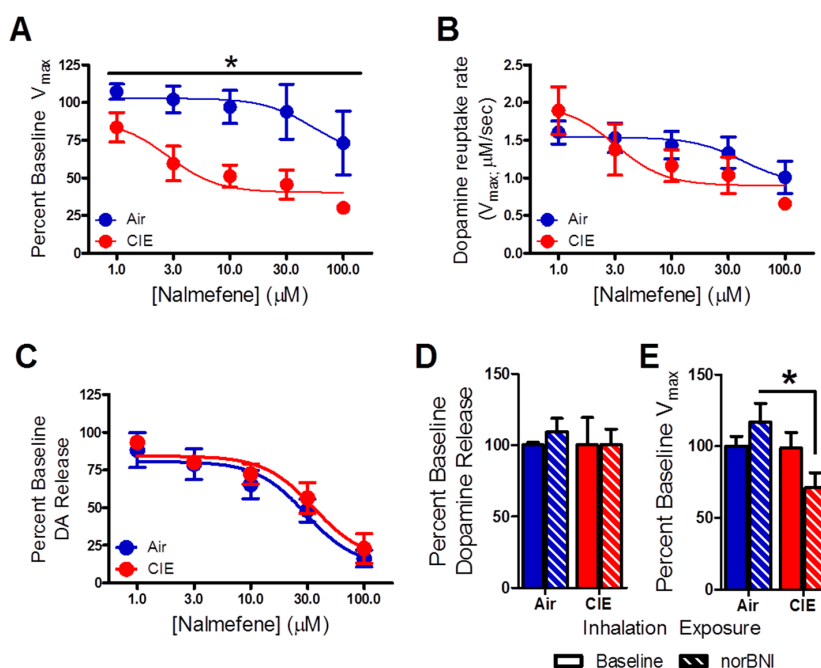 A
*
Percent Baseline Vmax
125
100
75
50
25
0
Air
CIE
1.0 3.0 10.0 30.0 100.0
[Nalmefene] (μM)
B
Dopamine reuptake rate
(Vmax; μM/sec)
2.5
2.0
1.5
1.0
0.5
0.0
Air
CIE
1.0 3.0 10.0 30.0 100.0
[Nalmefene] (μM)
C
Percent Baseline
DA Release
125
100
75
50
25
0
Air
CIE
1.0 3.0 10.0 30.0 100.0
[Nalmefene] (μM)
D
Percent Baseline
Dopamine Release
150
100
50
0
Air CIE
E
*
Percent Baseline Vmax
150
100
50
0
Air CIE
Inhalation Exposure
Baseline norBNI